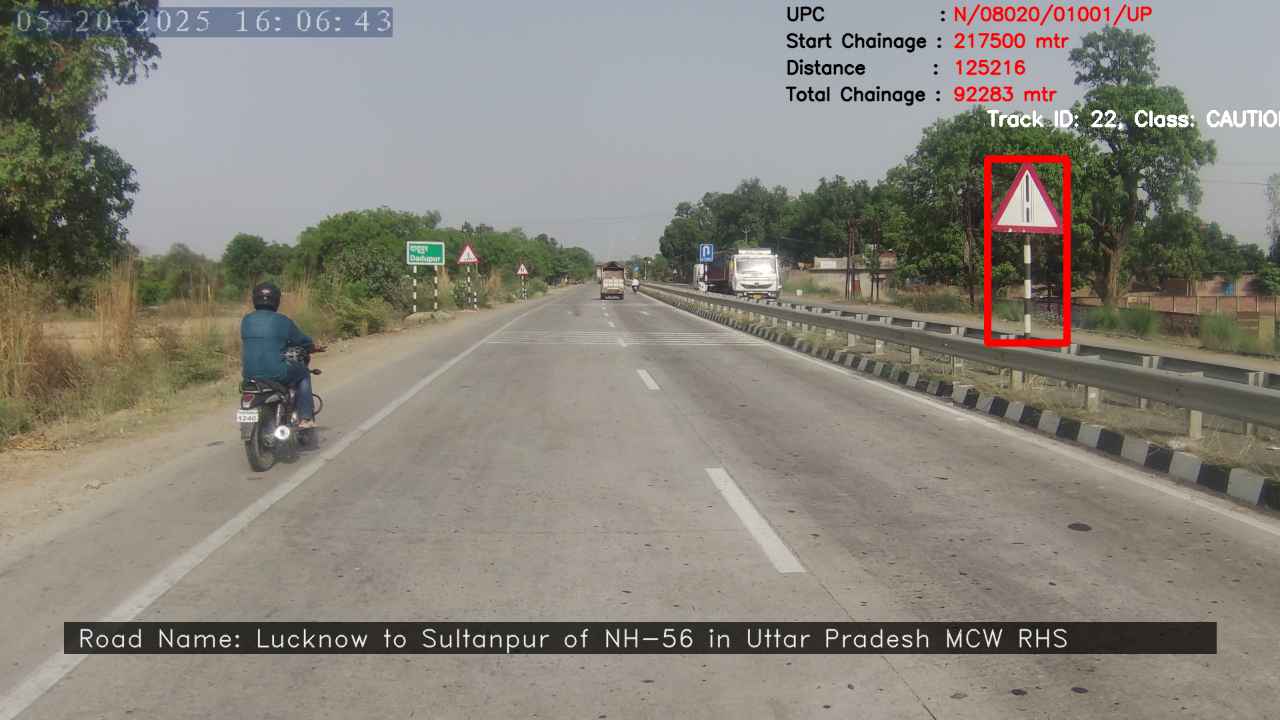 05-20-2025 16:06:43
UPC : N/08020/01001/UP
Start Chainage : 217500 mtr
Distance : 125216
Total Chainage : 92283 mtr
Track ID: 22, Class: CAUTIO
दादूपुर
Dadupur
Road Name: Lucknow to Sultanpur of NH-56 in Uttar Pradesh MCW RHS